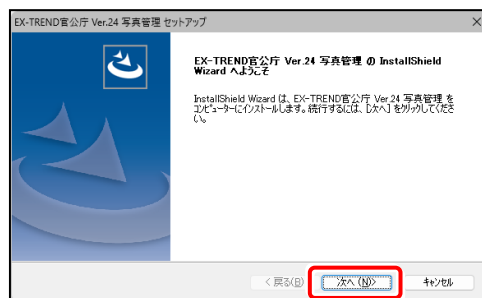 EX-TREND官公庁 Ver.24 写真管理 セットアップ
EX-TREND官公庁 Ver.24 写真管理 の InstallShield
Wizard へようこそ
InstallShield Wizard は、EX-TREND官公庁 Ver.24 写真管理 を
コンピューターにインストールします。続行するには、[次へ] をクリックしてくださ
い。
< 戻る(B)
次へ (N)>
キャンセル